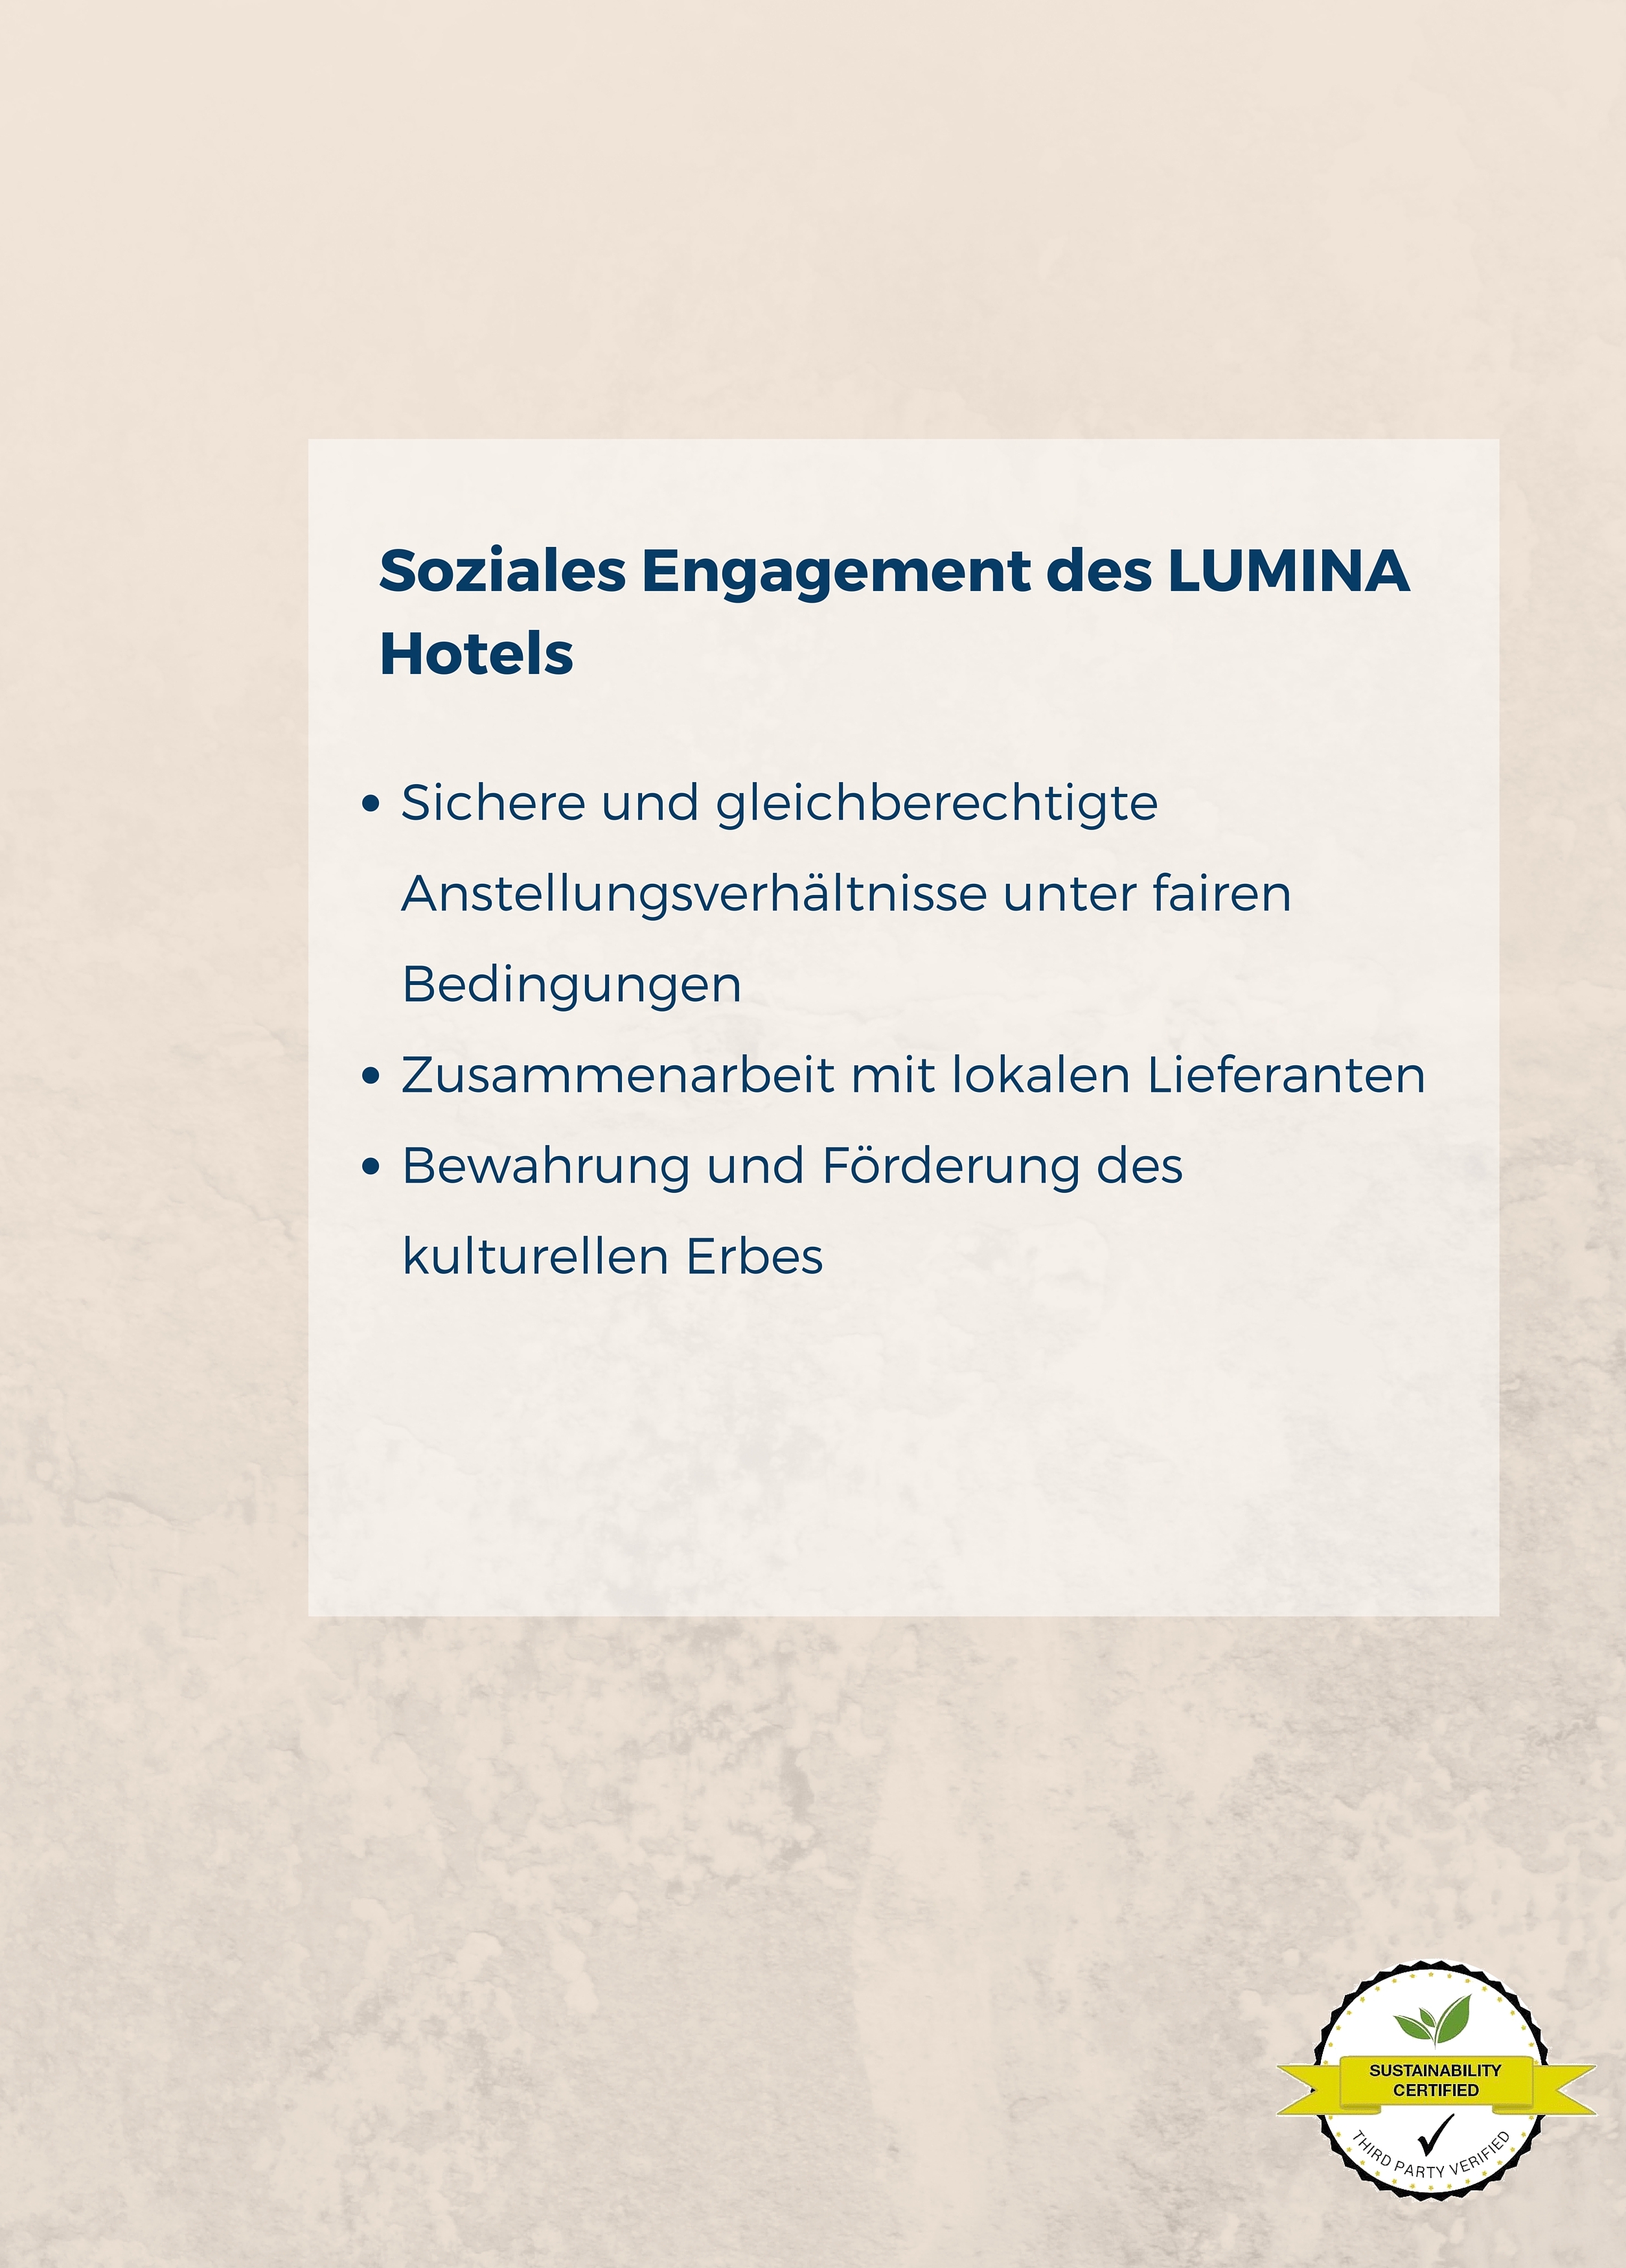 Soziales Engagement des LUMINA
Hotels
• Sichere und gleichberechtigte
Anstellungsverhältnisse unter fairen
Bedingungen
• Zusammenarbeit mit lokalen Lieferanten
• Bewahrung und Förderung des
kulturellen Erbes
SUSTAINABILITY
CERTIFIED
THIRD PARTY VERIFIED